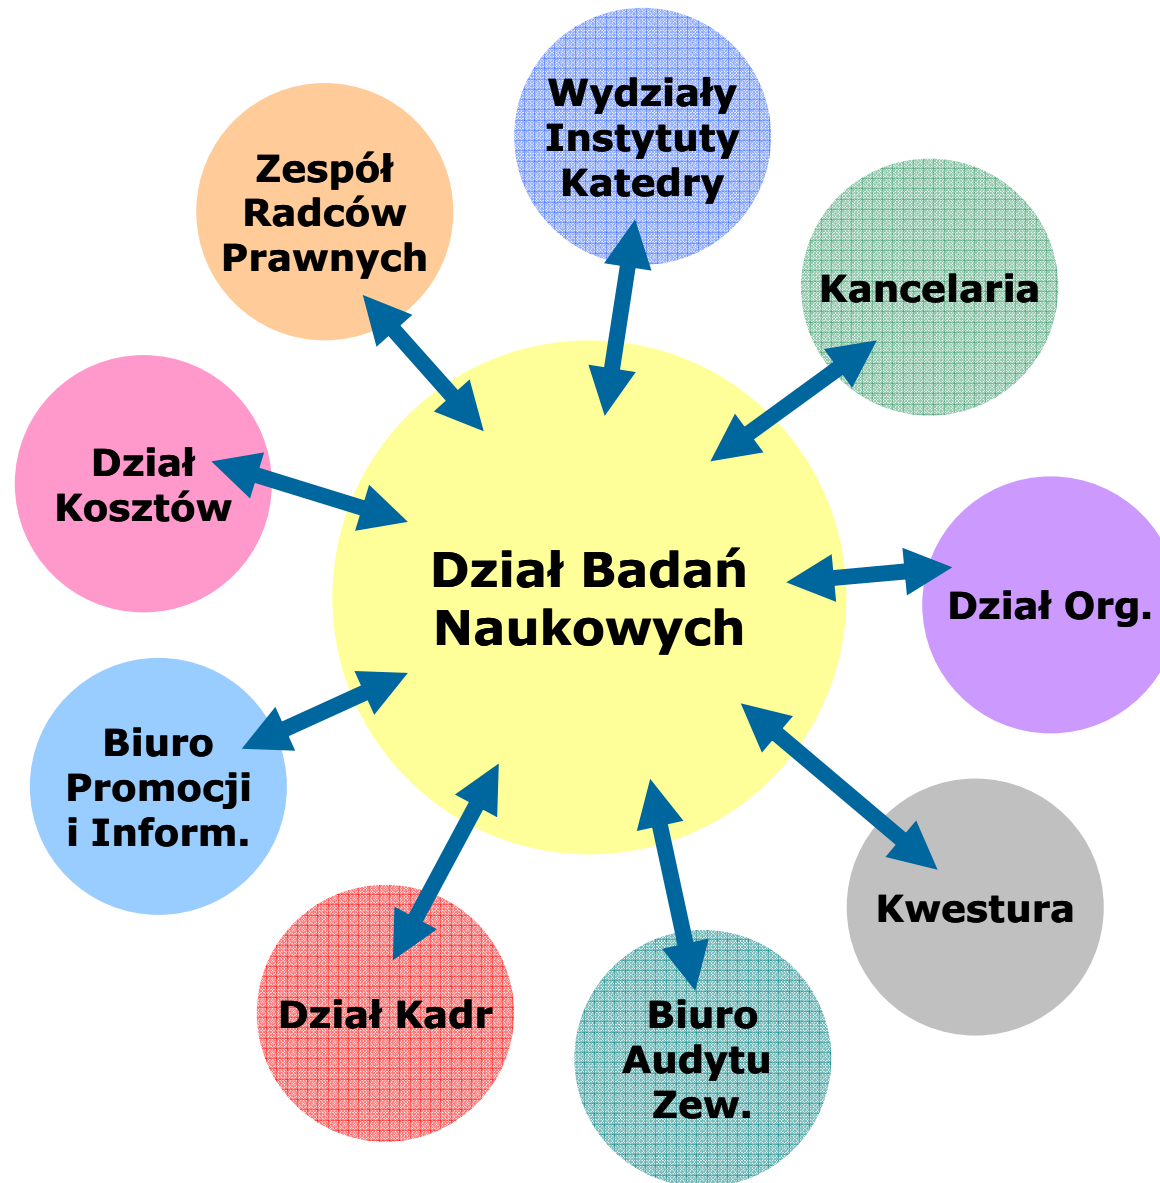 Wydziały
Instytuty
Katedry
Zespół
Radców
Prawnych
Kancelaria
Dział
Kosztów
Dział Badań
Naukowych
Dział Org.
Biuro
Promocji
i Inform.
Kwestura
Dział Kadr
Biuro
Audytu
Zew.